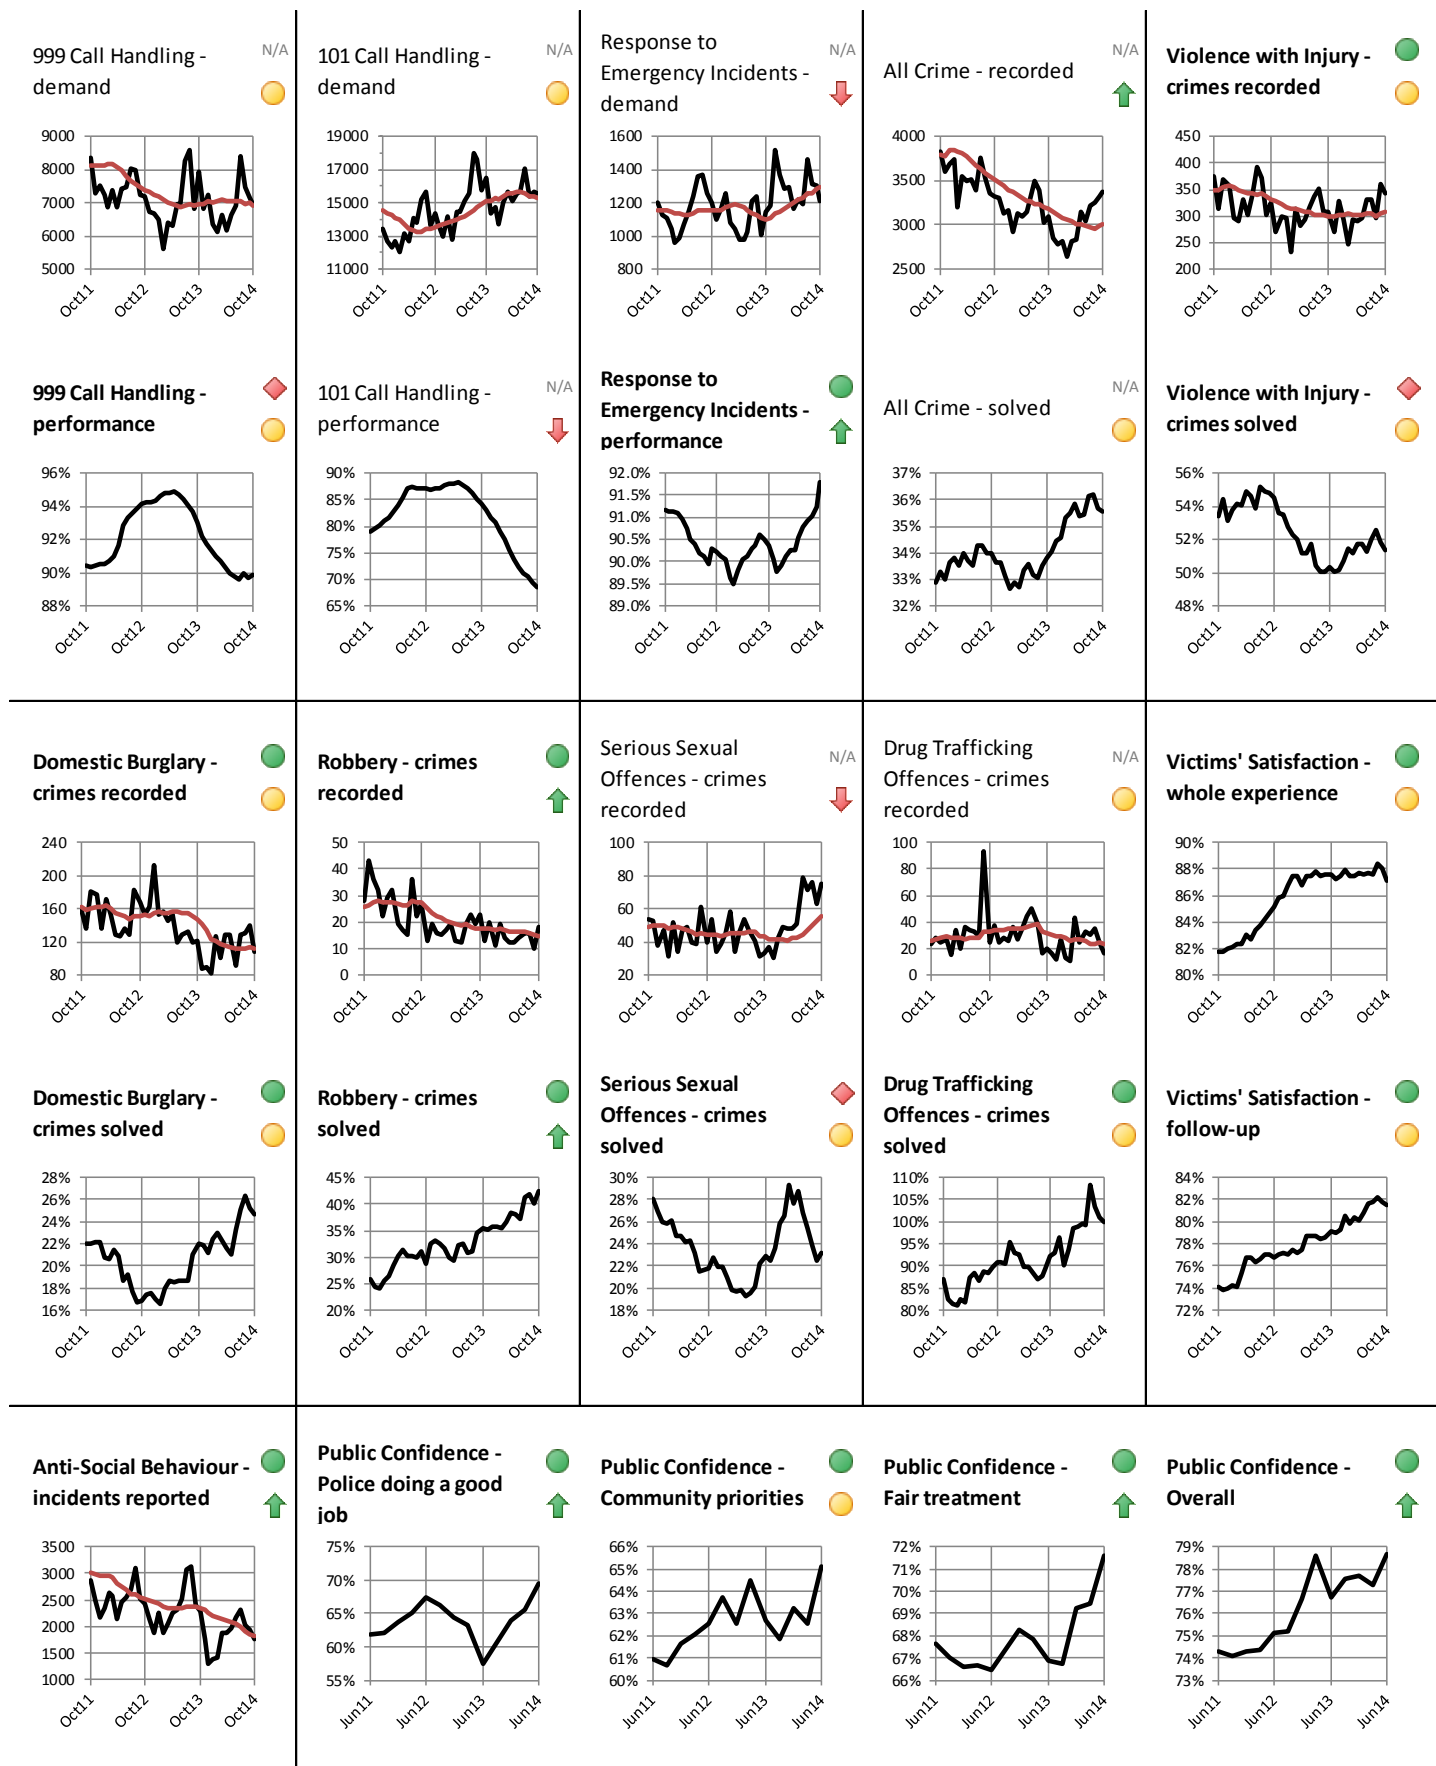 999 Call Handling -
demand
N/A
9000
8000
7000
6000
5000
Oct11
Oct12
Oct13
Oct14
101 Call Handling -
demand
N/A
19000
17000
15000
13000
11000
Oct11
Oct12
Oct13
Oct14
Response to
Emergency Incidents -
demand
N/A
1600
1400
1200
1000
800
Oct11
Oct12
Oct13
Oct14
All Crime - recorded
N/A
4000
3500
3000
2500
Oct11
Oct12
Oct13
Oct14
Violence with Injury -
crimes recorded
450
400
350
300
250
200
Oct11
Oct12
Oct13
Oct14
999 Call Handling -
performance
96%
94%
92%
90%
88%
Oct11
Oct12
Oct13
Oct14
101 Call Handling -
performance
N/A
90%
85%
80%
75%
70%
65%
Oct11
Oct12
Oct13
Oct14
Response to
Emergency Incidents -
performance
92.0%
91.5%
91.0%
90.5%
90.0%
89.5%
89.0%
Oct11
Oct12
Oct13
Oct14
All Crime - solved
N/A
37%
36%
35%
34%
33%
32%
Oct11
Oct12
Oct13
Oct14
Violence with Injury -
crimes solved
56%
54%
52%
50%
48%
Oct11
Oct12
Oct13
Oct14
Domestic Burglary -
crimes recorded
240
200
160
120
80
Oct11
Oct12
Oct13
Oct14
Robbery - crimes
recorded
50
40
30
20
10
0
Oct11
Oct12
Oct13
Oct14
Serious Sexual
Offences - crimes
recorded
N/A
100
80
60
40
20
Oct11
Oct12
Oct13
Oct14
Drug Trafficking
Offences - crimes
recorded
N/A
100
80
60
40
20
0
Oct11
Oct12
Oct13
Oct14
Victims' Satisfaction -
whole experience
90%
88%
86%
84%
82%
80%
Oct11
Oct12
Oct13
Oct14
Domestic Burglary -
crimes solved
28%
26%
24%
22%
20%
18%
16%
Oct11
Oct12
Oct13
Oct14
Robbery - crimes
solved
45%
40%
35%
30%
25%
20%
Oct11
Oct12
Oct13
Oct14
Serious Sexual
Offences - crimes
solved
30%
28%
26%
24%
22%
20%
18%
Oct11
Oct12
Oct13
Oct14
Drug Trafficking
Offences - crimes
solved
110%
105%
100%
95%
90%
85%
80%
Oct11
Oct12
Oct13
Oct14
Victims' Satisfaction -
follow-up
84%
82%
80%
78%
76%
74%
72%
Oct11
Oct12
Oct13
Oct14
Anti-Social Behaviour -
incidents reported
3500
3000
2500
2000
1500
1000
Oct11
Oct12
Oct13
Oct14
Public Confidence -
Police doing a good
job
75%
70%
65%
60%
55%
Jun11
Jun12
Jun13
Jun14
Public Confidence -
Community priorities
66%
65%
64%
63%
62%
61%
60%
Jun11
Jun12
Jun13
Jun14
Public Confidence -
Fair treatment
72%
71%
70%
69%
68%
67%
66%
Jun11
Jun12
Jun13
Jun14
Public Confidence -
Overall
79%
78%
77%
76%
75%
74%
73%
Jun11
Jun12
Jun13
Jun14